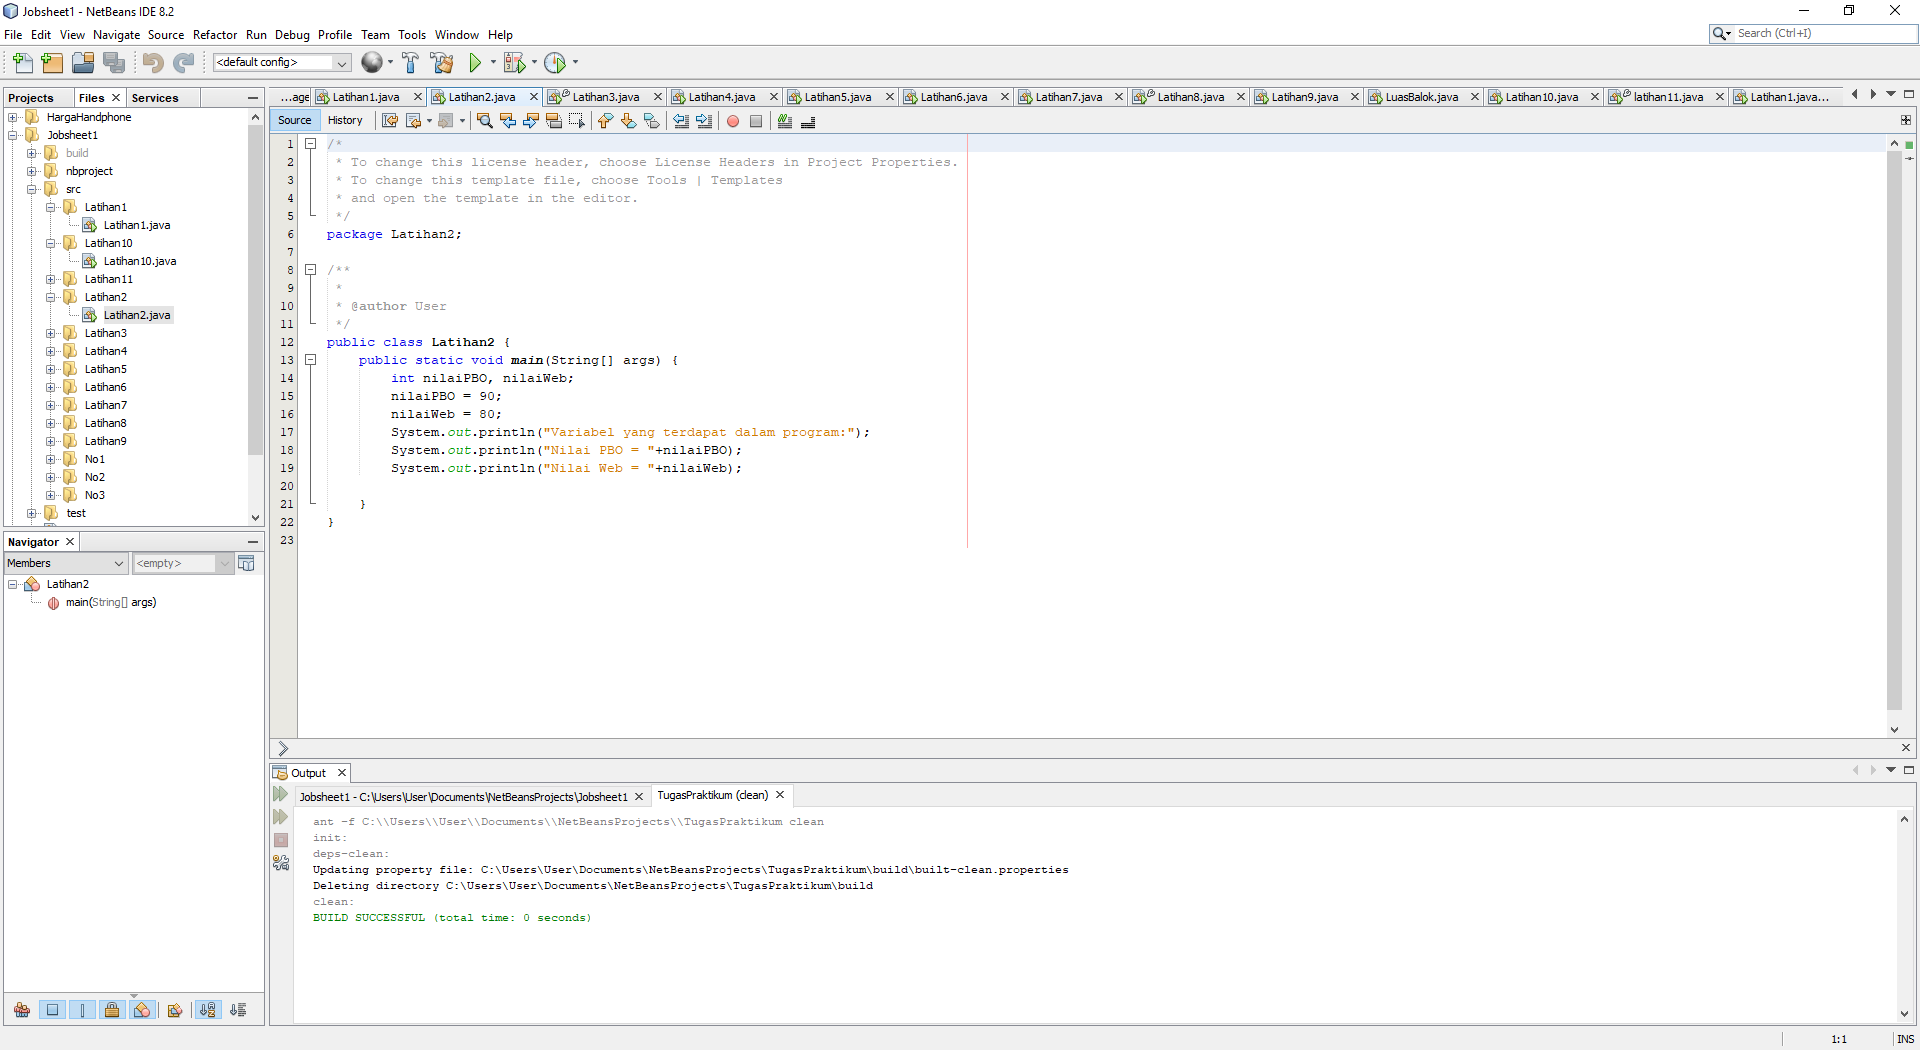 Jobsheet1 - NetBeans IDE 8.2
File Edit View Navigate Source Refactor Run Debug Profile Team Tools Window Help
Search (Ctrl+I)
<default config>
Projects Files Services
...age Latihan1.java Latihan2.java Latihan3.java Latihan4.java Latihan5.java Latihan6.java Latihan7.java Latihan8.java Latihan9.java LuasBalok.java Latihan10.java latihan11.java Latihan1.java...
Source History
HargaHandphone
Jobsheet1
build
nbproject
src
Latihan1
Latihan1.java
Latihan10
Latihan10.java
Latihan11
Latihan2
Latihan2.java
Latihan3
Latihan4
Latihan5
Latihan6
Latihan7
Latihan8
Latihan9
No1
No2
No3
test
Navigator
Members <empty>
Latihan2
main(String[] args)
1 /*
2 * To change this license header, choose License Headers in Project Properties.
3 * To change this template file, choose Tools | Templates
4 * and open the template in the editor.
5 */
6 package Latihan2;
7
8 /**
9 *
10 * @author User
11 */
12 public class Latihan2 {
13 public static void main(String[] args) {
14 int nilaiPBO, nilaiWeb;
15 nilaiPBO = 90;
16 nilaiWeb = 80;
17 System.out.println("Variabel yang terdapat dalam program:");
18 System.out.println("Nilai PBO = "+nilaiPBO);
19 System.out.println("Nilai Web = "+nilaiWeb);
20
21 }
22 }
23
Output
Jobsheet1 - C:\Users\User\Documents\NetBeansProjects\Jobsheet1 TugasPraktikum (clean)
ant -f C:\\Users\\User\\Documents\\NetBeansProjects\\TugasPraktikum clean
init:
deps-clean:
Updating property file: C:\Users\User\Documents\NetBeansProjects\TugasPraktikum\build\built-clean.properties
Deleting directory C:\Users\User\Documents\NetBeansProjects\TugasPraktikum\build
clean:
BUILD SUCCESSFUL (total time: 0 seconds)
1:1 INS